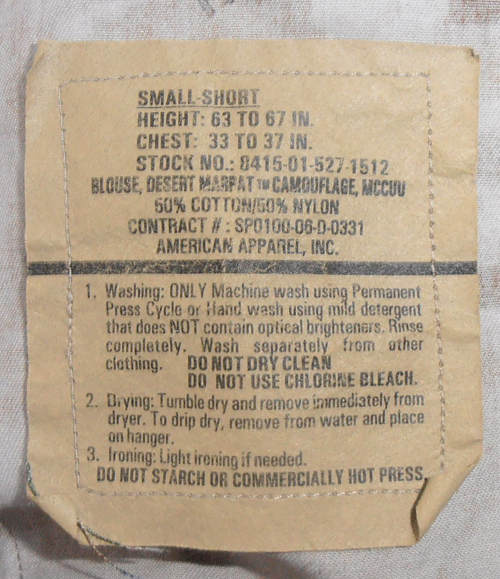 SMALL-SHORT
HEIGHT: 63 TO 67 IN.
CHEST: 33 TO 37 IN.
STOCK NO.: 8415-01-527-1512
BLOUSE, DESERT MARPAT™ CAMOUFLAGE, MCCUU
50% COTTON/50% NYLON
CONTRACT # : SP0100-06-D-0331
AMERICAN APPAREL, INC.
1. Washing: ONLY Machine wash using Permanent
Press Cycle or Hand wash using mild detergent
that does NOT contain optical brighteners. Rinse
completely. Wash separately from other
clothing. DO NOT DRY CLEAN
DO NOT USE CHLORINE BLEACH.
2. Drying: Tumble dry and remove immediately from
dryer. To drip dry, remove from water and place
on hanger.
3. Ironing: Light ironing if needed.
DO NOT STARCH OR COMMERCIALLY HOT PRESS